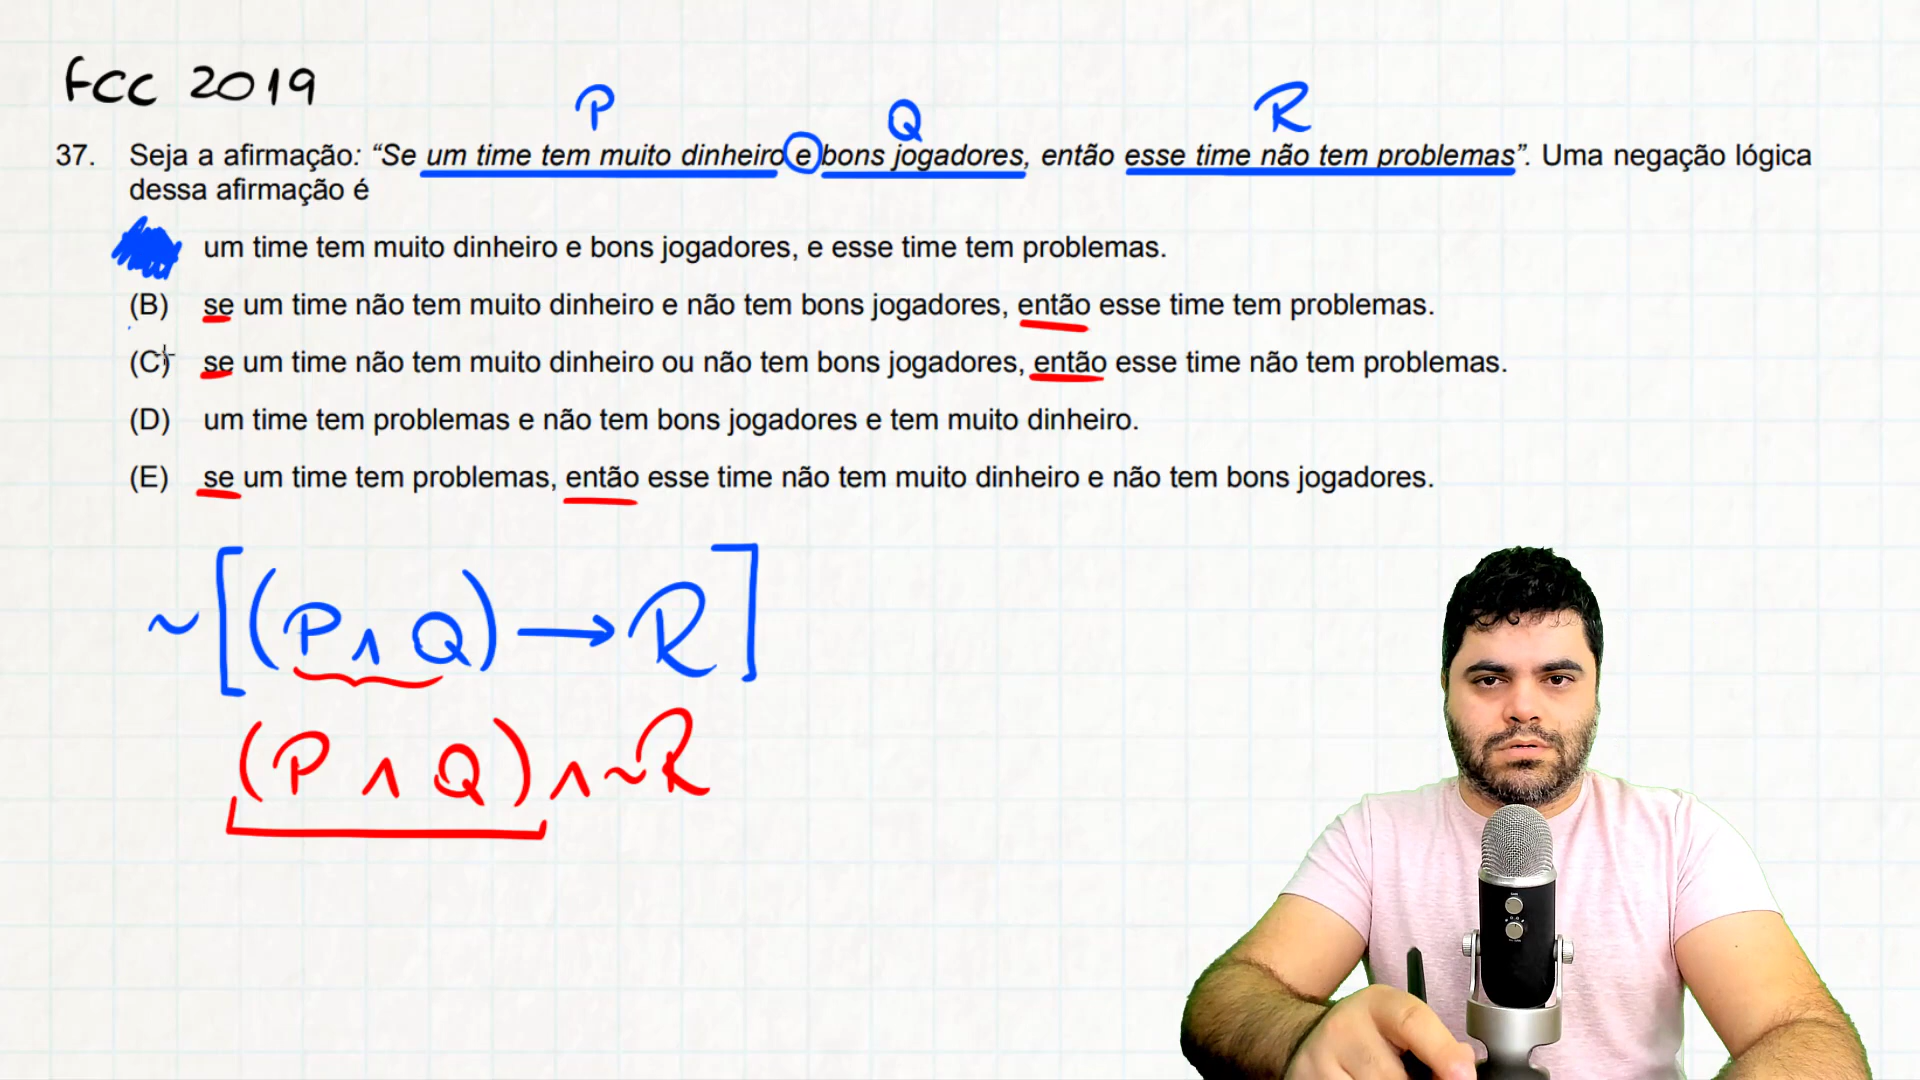 FCC 2019
P Q R
37. Seja a afirmação: “Se um time tem muito dinheiro e bons jogadores, então esse time não tem problemas”. Uma negação lógica
dessa afirmação é
um time tem muito dinheiro e bons jogadores, e esse time tem problemas.
(B) se um time não tem muito dinheiro e não tem bons jogadores, então esse time tem problemas.
(C) se um time não tem muito dinheiro ou não tem bons jogadores, então esse time não tem problemas.
(D) um time tem problemas e não tem bons jogadores e tem muito dinheiro.
(E) se um time tem problemas, então esse time não tem muito dinheiro e não tem bons jogadores.
~[(P ∧ Q) → R]
(P ∧ Q) ∧ ~R